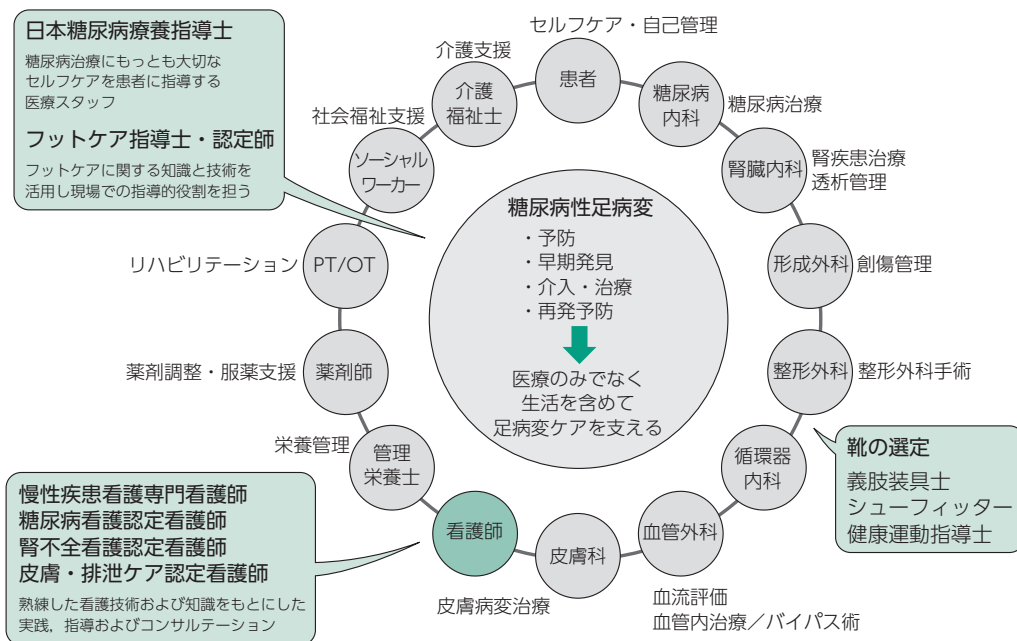 日本糖尿病療養指導士
糖尿病治療にもっとも大切な
セルフケアを患者に指導する
医療スタッフ
フットケア指導士・認定師
フットケアに関する知識と技術を
活用し現場での指導的役割を担う
セルフケア・自己管理
患者
糖尿病
内科
糖尿病治療
腎臓内科
腎疾患治療
透析管理
形成外科
創傷管理
整形外科
整形外科手術
循環器
内科
靴の選定
義肢装具士
シューフィッター
健康運動指導士
血管外科
血流評価
血管内治療／バイパス術
皮膚科
皮膚病変治療
看護師
慢性疾患看護専門看護師
糖尿病看護認定看護師
腎不全看護認定看護師
皮膚・排泄ケア認定看護師
熟練した看護技術および知識をもとにした
実践，指導およびコンサルテーション
管理
栄養士
栄養管理
薬剤師
薬剤調整・服薬支援
PT/OT
リハビリテーション
ソーシャル
ワーカー
社会福祉支援
介護
福祉士
介護支援
糖尿病性足病変
・予防
・早期発見
・介入・治療
・再発予防
医療のみでなく
生活を含めて
足病変ケアを支える